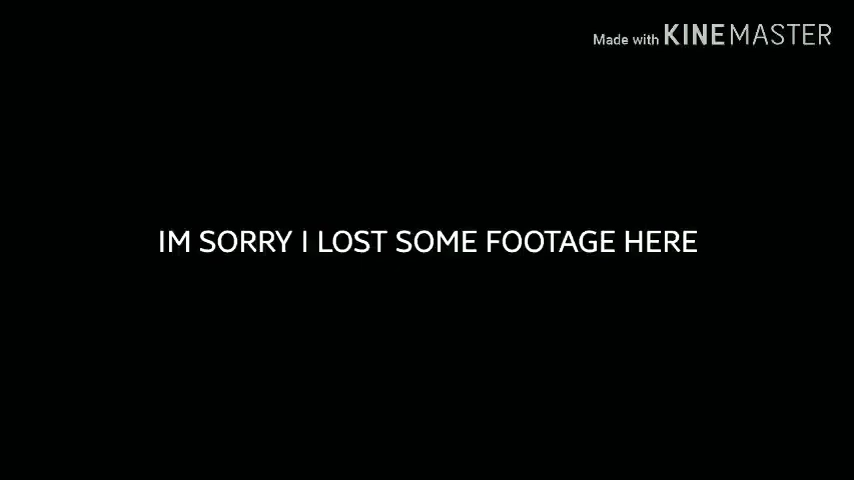 Made with KINEMASTER
IM SORRY I LOST SOME FOOTAGE HERE